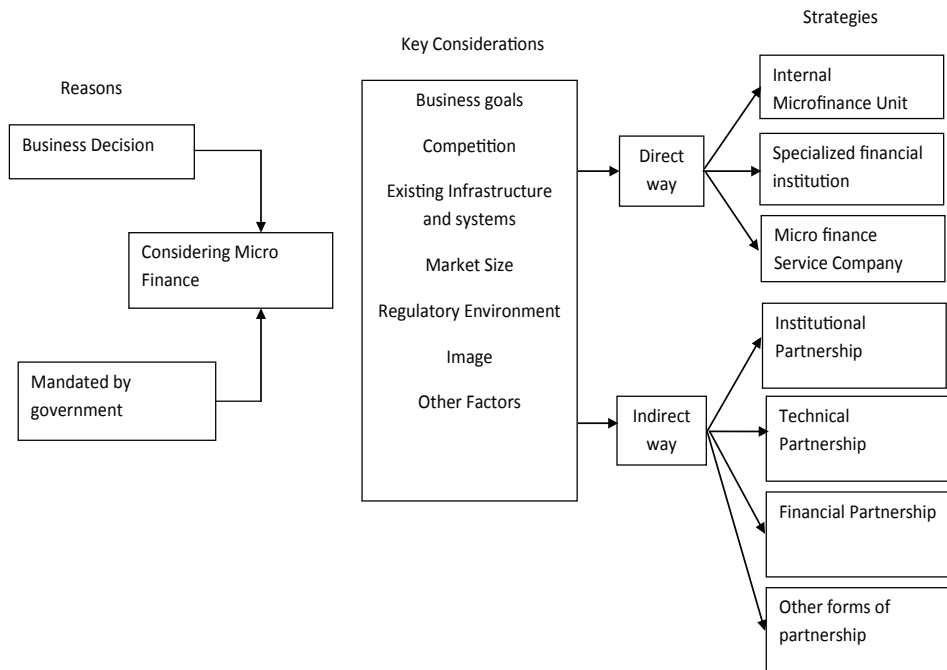 Reasons
Business Decision
Considering Micro
Finance
Mandated by
government
Key Considerations
Business goals
Competition
Existing Infrastructure
and systems
Market Size
Regulatory Environment
Image
Other Factors
Direct
way
Indirect
way
Strategies
Internal
Microfinance Unit
Specialized financial
institution
Micro finance
Service Company
Institutional
Partnership
Technical
Partnership
Financial Partnership
Other forms of
partnership